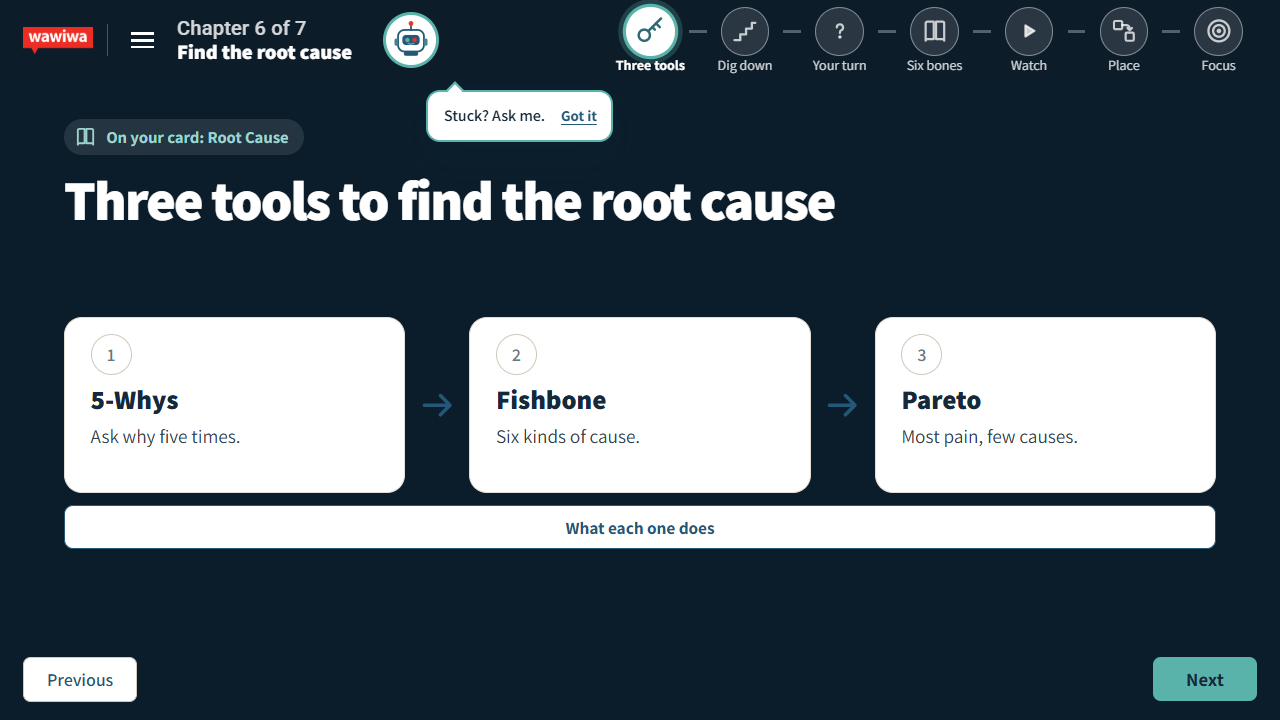 wawiwa
Chapter 6 of 7
Find the root cause
Three tools
Dig down
?
Your turn
Six bones
Watch
Place
Focus
Stuck? Ask me. Got it
On your card: Root Cause
Three tools to find the root cause
1
5-Whys
Ask why five times.
2
Fishbone
Six kinds of cause.
3
Pareto
Most pain, few causes.
What each one does
Previous
Next